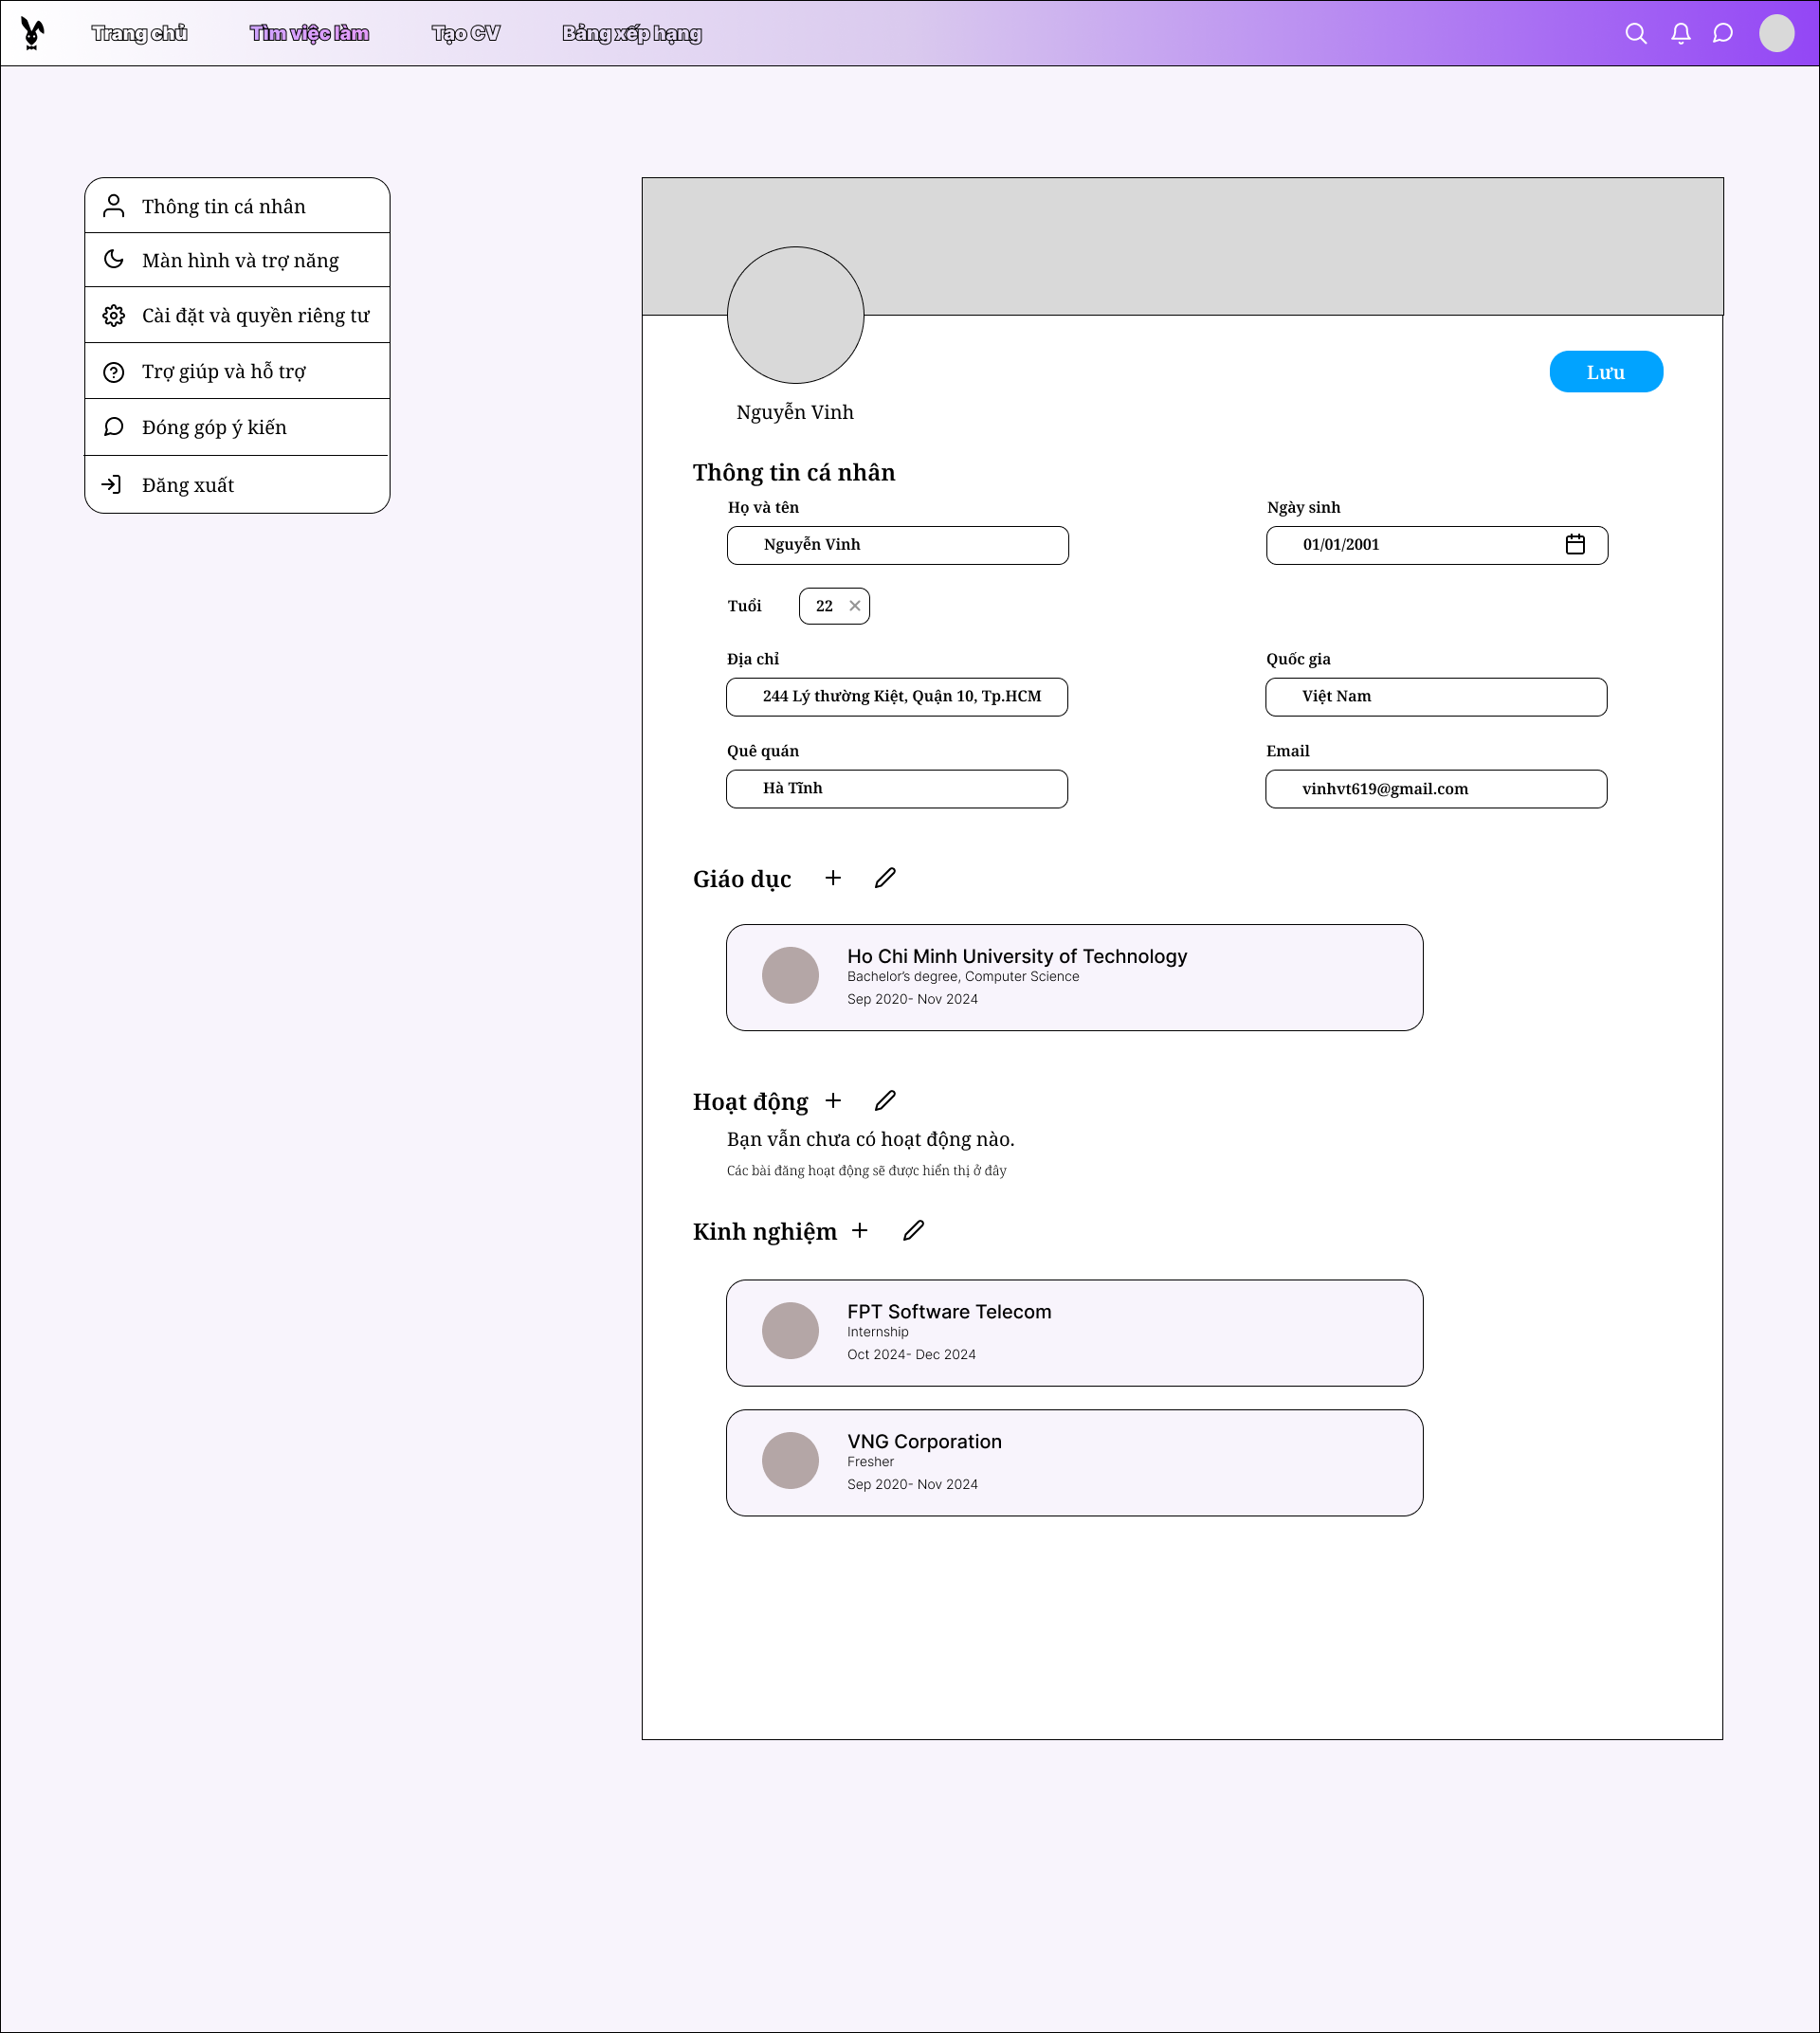 Trang chủ
Tìm việc làm
Tạo CV
Bảng xếp hạng
Thông tin cá nhân
Màn hình và trợ năng
Cài đặt và quyền riêng tư
Trợ giúp và hỗ trợ
Đóng góp ý kiến
Đăng xuất
Lưu
Nguyễn Vinh
Thông tin cá nhân
Họ và tên
Ngày sinh
Nguyễn Vinh
01/01/2001
Tuổi
22
Địa chỉ
Quốc gia
244 Lý thường Kiệt, Quận 10, Tp.HCM
Việt Nam
Quê quán
Email
Hà Tĩnh
vinhvt619@gmail.com
Giáo dục
Ho Chi Minh University of Technology
Bachelor’s degree, Computer Science
Sep 2020- Nov 2024
Hoạt động
Bạn vẫn chưa có hoạt động nào.
Các bài đăng hoạt động sẽ được hiển thị ở đây
Kinh nghiệm
FPT Software Telecom
Internship
Oct 2024- Dec 2024
VNG Corporation
Fresher
Sep 2020- Nov 2024